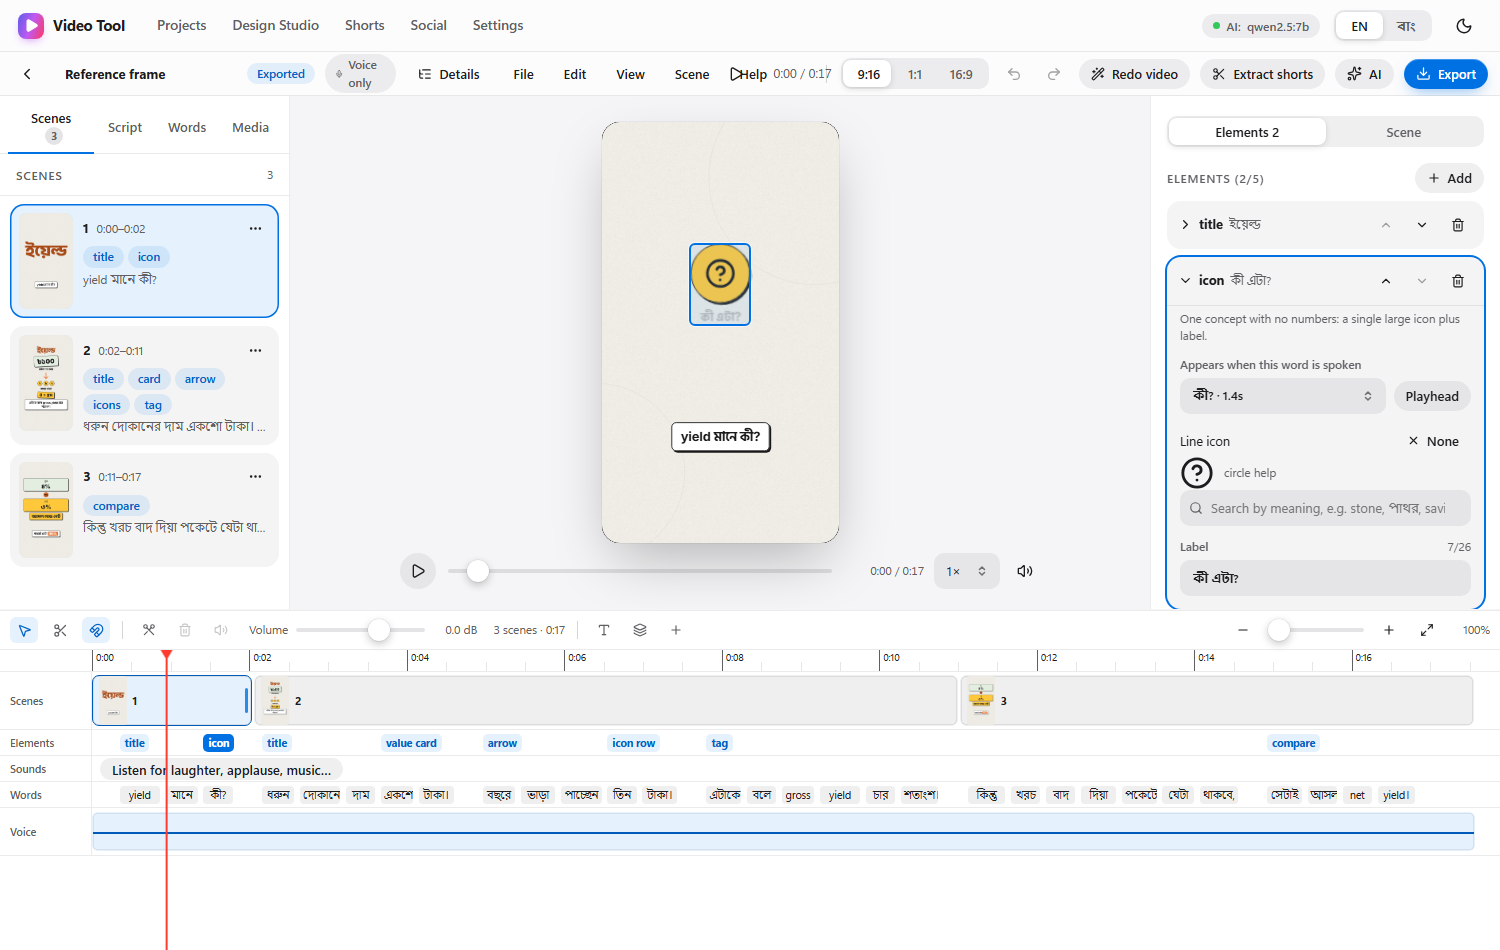 Video Tool
Projects
Design Studio
Shorts
Social
Settings
AI: qwen2.5:7b
EN
বাং
Reference frame
Exported
Voice only
Details
File
Edit
View
Scene
Help
0:00 / 0:17
9:16
1:1
16:9
Redo video
Extract shorts
AI
Export
Scenes
3
Script
Words
Media
SCENES
3
ইয়েল্ড
1 0:00–0:02
title icon
yield মানে কী?
2 0:02–0:11
title card arrow
icons tag
ধরুন দোকানের দাম একশো টাকা। ...
3 0:11–0:17
compare
কিন্তু খরচ বাদ দিয়া পকেটে যেটা থা...
কী এটা?
yield মানে কী?
0:00 / 0:17
1×
Elements 2
Scene
ELEMENTS (2/5)
Add
title ইয়েল্ড
icon কী এটা?
One concept with no numbers: a single large icon plus
label.
Appears when this word is spoken
কী? · 1.4s
Playhead
Line icon
None
circle help
Search by meaning, e.g. stone, পাথর, savi
Label
7/26
কী এটা?
Volume
0.0 dB
3 scenes · 0:17
100%
0:00 0:02 0:04 0:06 0:08 0:10 0:12 0:14 0:16
Scenes
1
2
3
Elements
title icon title value card arrow icon row tag compare
Sounds
Listen for laughter, applause, music...
Words
yield মানে কী? ধরুন দোকানে দাম একশে টাকা। বছরে ভাড়া পাচ্ছেন তিন টাকা। এটাকে বলে gross yield চার শতাংশ। কিন্তু খরচ বাদ দিয়া পকেটে যেটা থাকবে, সেটাই আসল net yield।
Voice